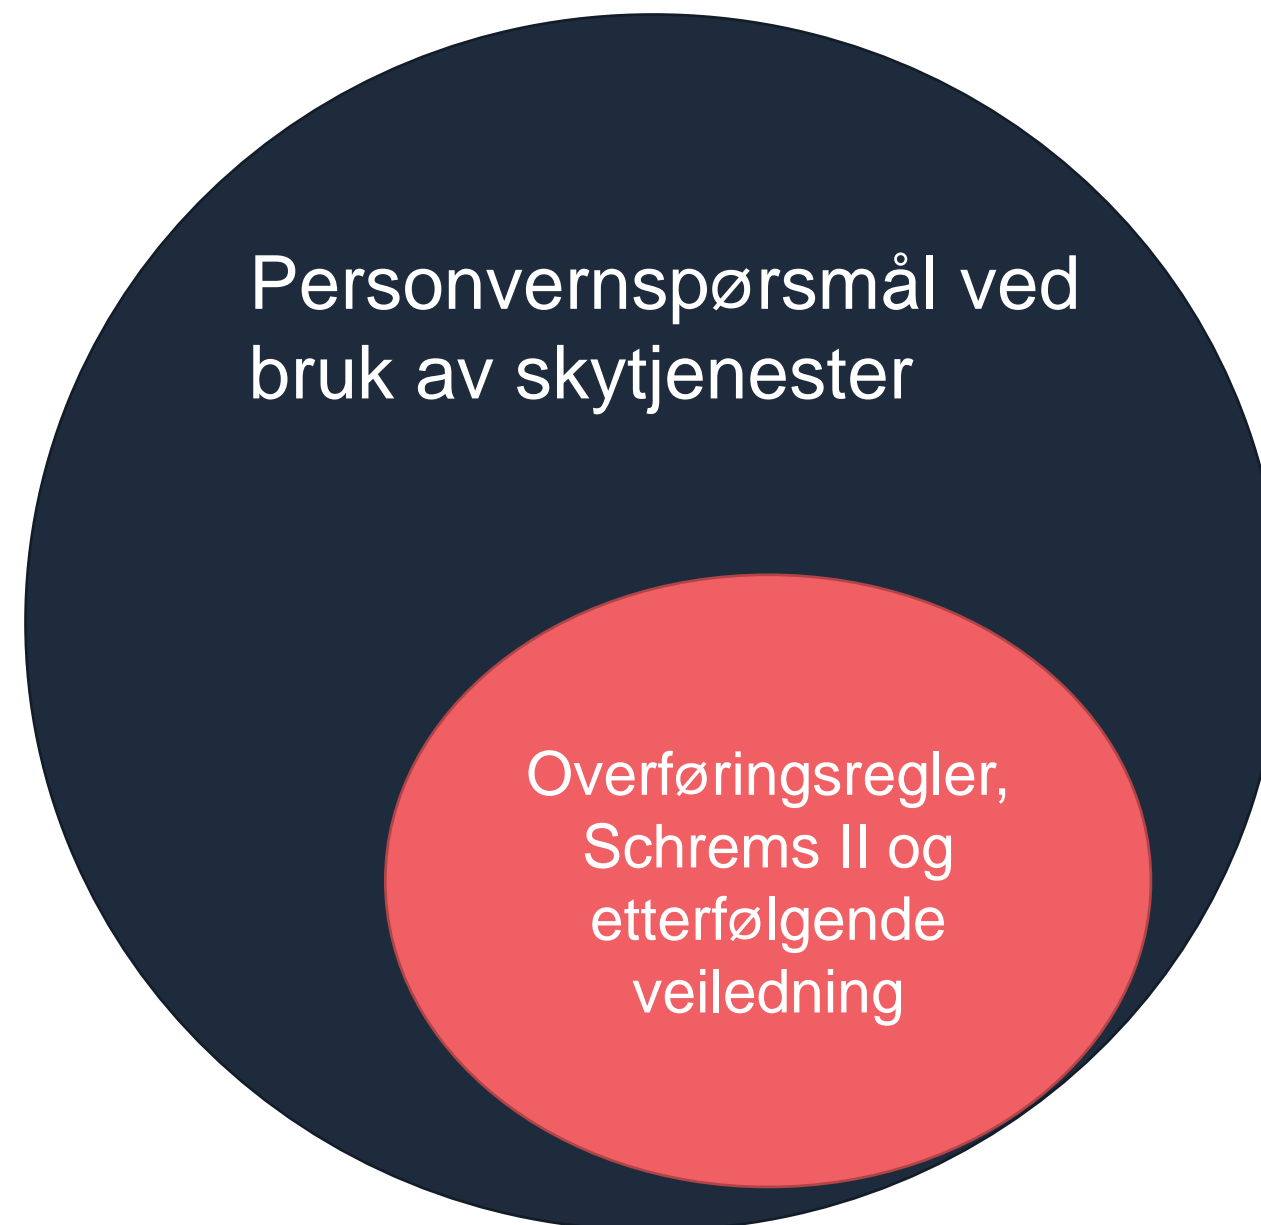 Personvernspørsmål ved
bruk av skytjenester
Overføringsregler,
Schrems II og
etterfølgende
veiledning